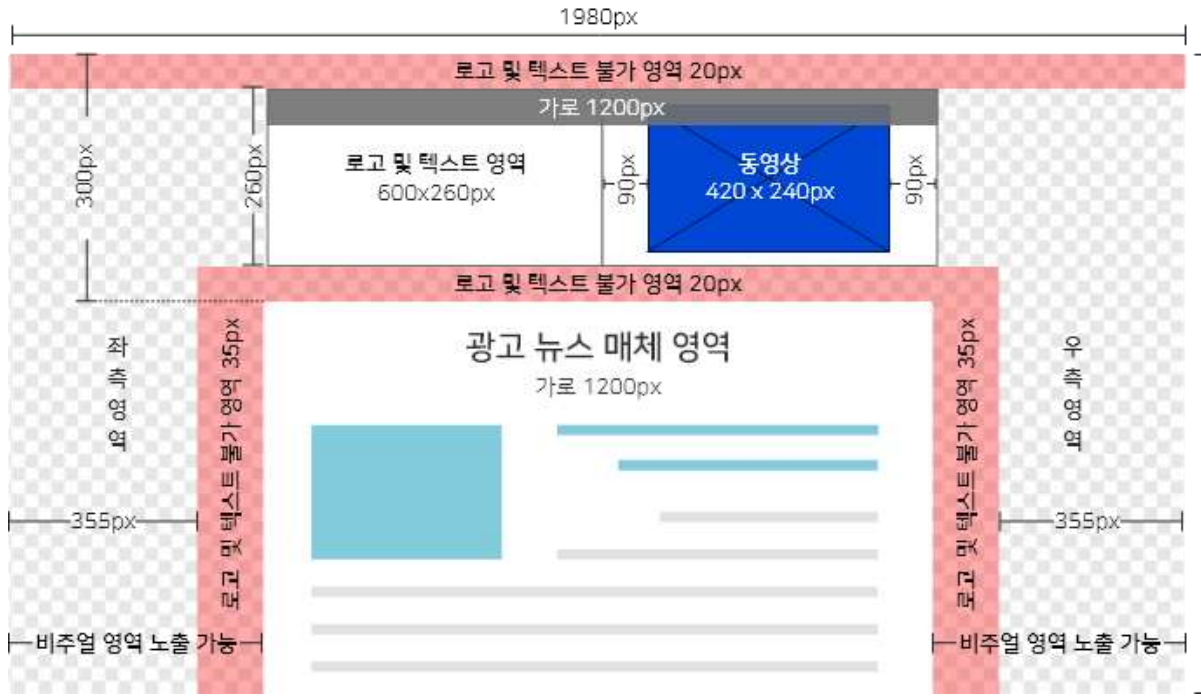 1980px
로고 및 텍스트 불가 영역 20px
가로 1200px
300px
260px
로고 및 텍스트 영역
600x260px
90px
동영상
420 x 240px
90px
로고 및 텍스트 불가 영역 20px
광고 뉴스 매체 영역
가로 1200px
좌측영역
로고 및 텍스트 불가 영역 35px
로고 및 텍스트 불가 영역 35px
우측영역
355px
355px
비주얼 영역 노출 가능
비주얼 영역 노출 가능